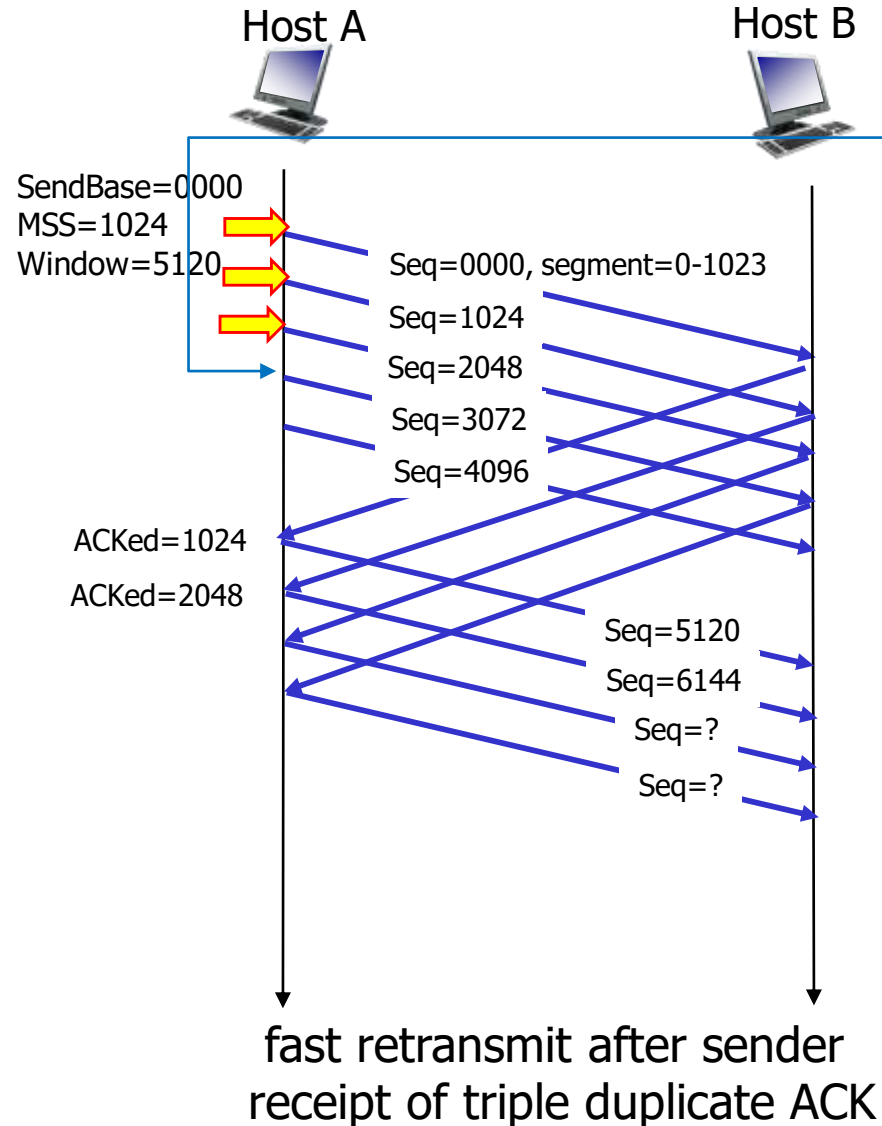 Host A
Host B
SendBase=0000
MSS=1024
Window=5120
Seq=0000, segment=0-1023
Seq=1024
Seq=2048
Seq=3072
Seq=4096
ACKed=1024
ACKed=2048
Seq=5120
Seq=6144
Seq=?
Seq=?
fast retransmit after sender
receipt of triple duplicate ACK